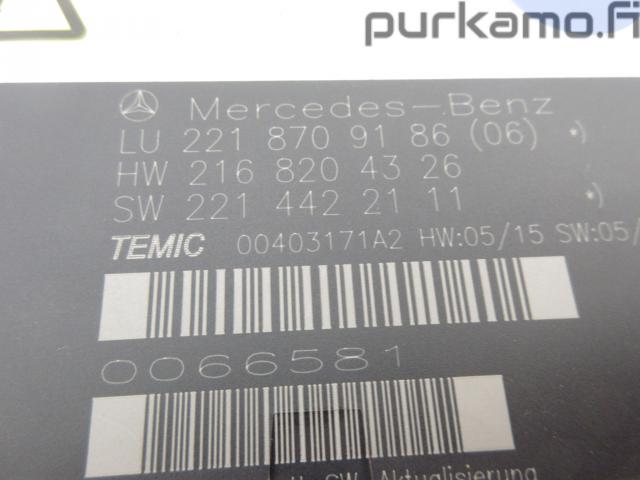 purkamo.fi
Mercedes-Benz
LU 221 870 91 86 (06) *)
HW 216 820 43 26
SW 221 442 21 11 *)
TEMIC 00403171A2 HW:05/15 SW:05/
0066581
SW Aktualisierung